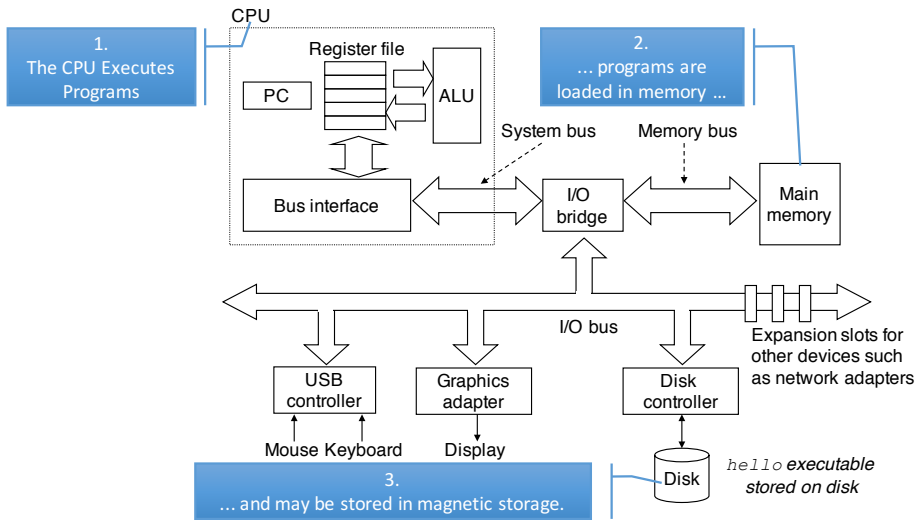 CPU
1.
The CPU Executes
Programs
Register file
PC
ALU
2.
... programs are
loaded in memory ...
System bus
Memory bus
Bus interface
I/O
bridge
Main
memory
I/O bus
Expansion slots for
other devices such
as network adapters
USB
controller
Graphics
adapter
Disk
controller
Mouse Keyboard
Display
3.
... and may be stored in magnetic storage.
Disk
hello executable
stored on disk